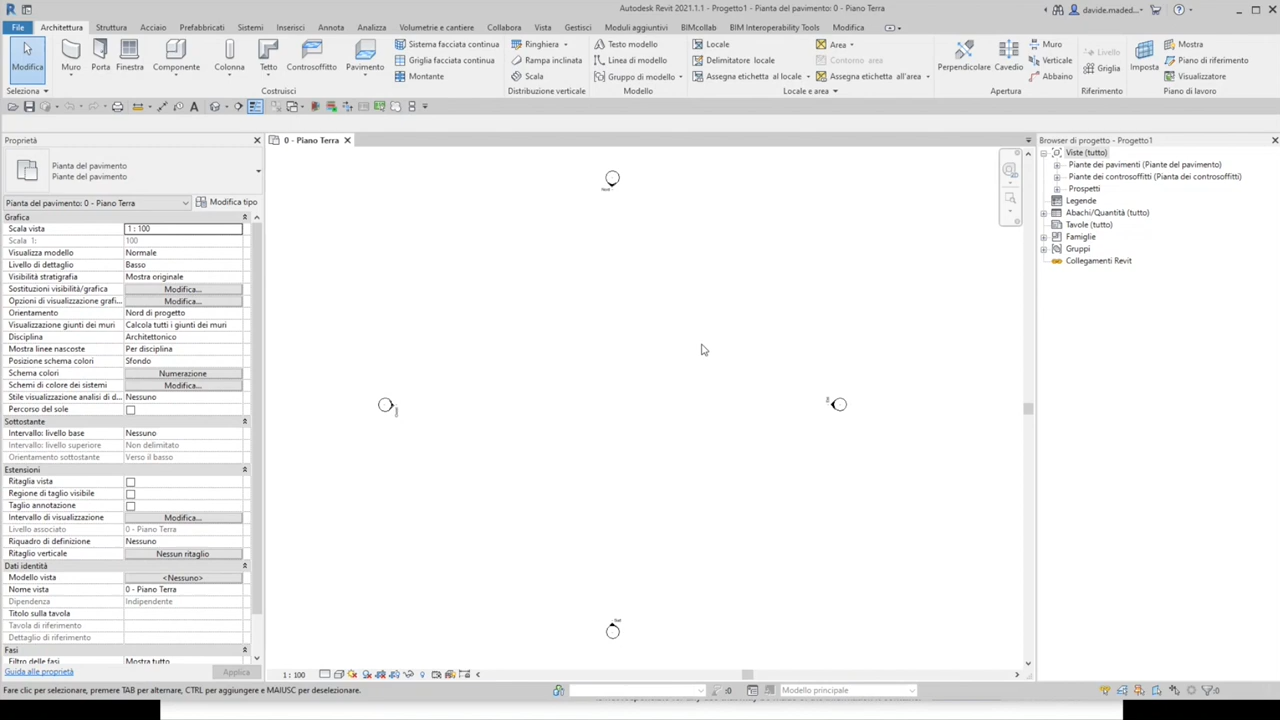 Autodesk Revit 2021.1.1 - Progetto1 - Pianta del pavimento: 0 - Piano Terra
davide.maded...
File Architettura Struttura Acciaio Prefabbricati Sistemi Inserisci Annota Analizza Volumetrie e cantiere Collabora Vista Gestisci Moduli aggiuntivi BIMcollab BIM Interoperability Tools Modifica
Modifica Muro Porta Finestra Componente Colonna Tetto Controsoffitto Pavimento
Sistema facciata continua
Griglia facciata continua
Montante
Ringhiera
Rampa inclinata
Scala
Testo modello
Linea di modello
Gruppo di modello
Locale
Delimitatore locale
Assegna etichetta al locale
Area
Contorno area
Assegna etichetta all'area
Perpendicolare Cavedio
Muro
Verticale
Abbaino
Livello
Griglia
Imposta
Mostra
Piano di riferimento
Visualizzatore
Seleziona Costruisci Distribuzione verticale Modello Locale e area Apertura Riferimento Piano di lavoro
Proprietà
Pianta del pavimento
Piante del pavimento
Pianta del pavimento: 0 - Piano Terra Modifica tipo
Grafica
Scala vista 1 : 100
Scala 1: 100
Visualizza modello Normale
Livello di dettaglio Basso
Visibilità stratigrafia Mostra originale
Sostituzioni visibilità/grafica Modifica...
Opzioni di visualizzazione grafi... Modifica...
Orientamento Nord di progetto
Visualizzazione giunti dei muri Calcola tutti i giunti dei muri
Disciplina Architettonico
Mostra linee nascoste Per disciplina
Posizione schema colori Sfondo
Schema colori Numerazione
Schemi di colore dei sistemi Modifica...
Stile visualizzazione analisi di d... Nessuno
Percorso del sole
Sottostante
Intervallo: livello base Nessuno
Intervallo: livello superiore Non delimitato
Orientamento sottostante Verso il basso
Estensioni
Ritaglia vista
Regione di taglio visibile
Taglio annotazione
Intervallo di visualizzazione Modifica...
Livello associato 0 - Piano Terra
Riquadro di definizione Nessuno
Ritaglio verticale Nessun ritaglio
Dati identità
Modello vista <Nessuno>
Nome vista 0 - Piano Terra
Dipendenza Indipendente
Titolo sulla tavola
Tavola di riferimento
Dettaglio di riferimento
Fasi
Filtro delle fasi Mostra tutto
Guida alle proprietà Applica
0 - Piano Terra
1 : 100
Browser di progetto - Progetto1
Viste (tutto)
Piante dei pavimenti (Pianta del pavimento)
Piante dei controsoffitti (Pianta dei controsoffitti)
Prospetti
Legende
Abachi/Quantità (tutto)
Tavole (tutto)
Famiglie
Gruppi
Collegamenti Revit
Fare clic per selezionare, premere TAB per alternare, CTRL per aggiungere e MAIUSC per deselezionare.
:0 Modello principale :0